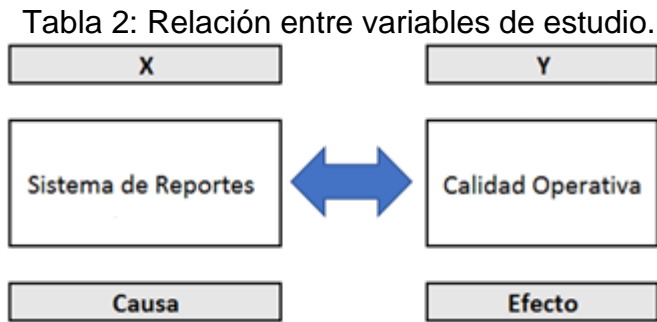 Tabla 2: Relación entre variables de estudio.
X Y
Sistema de Reportes Calidad Operativa
Causa Efecto